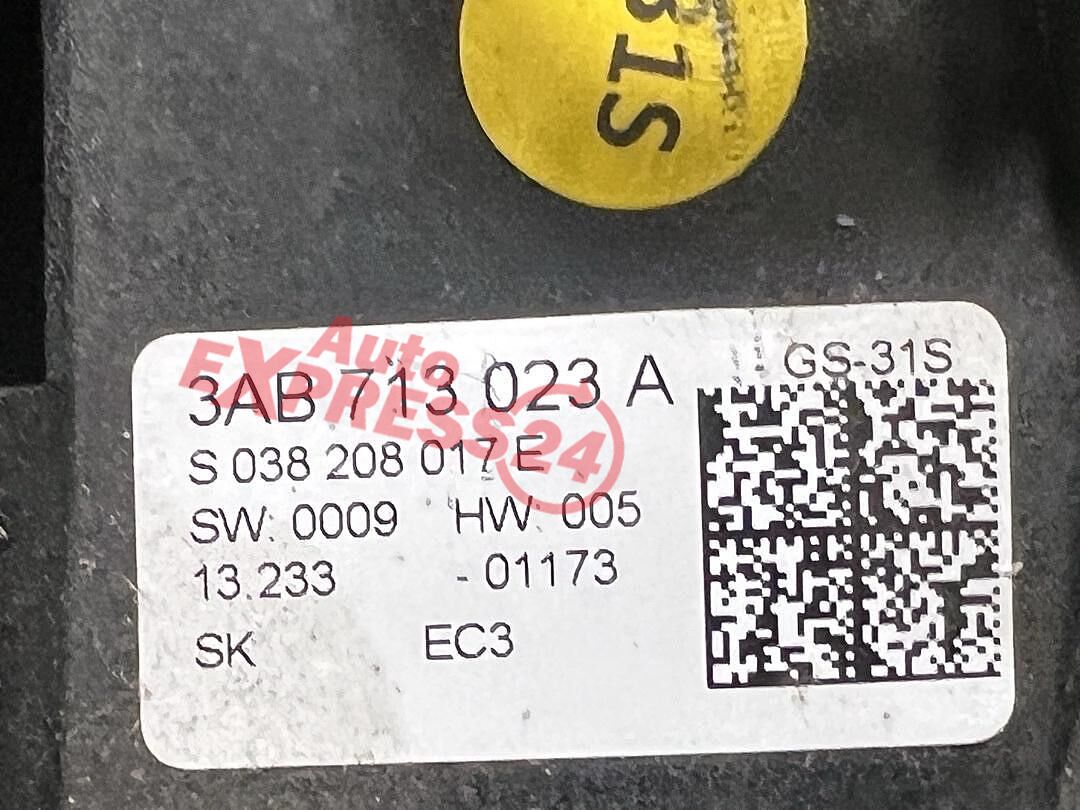 31S
3AB 713 023 A
GS-31S
S 038 208 017 E
SW: 0009 HW: 005
13.233 - 01173
SK EC3
Auto
EXPRESS24